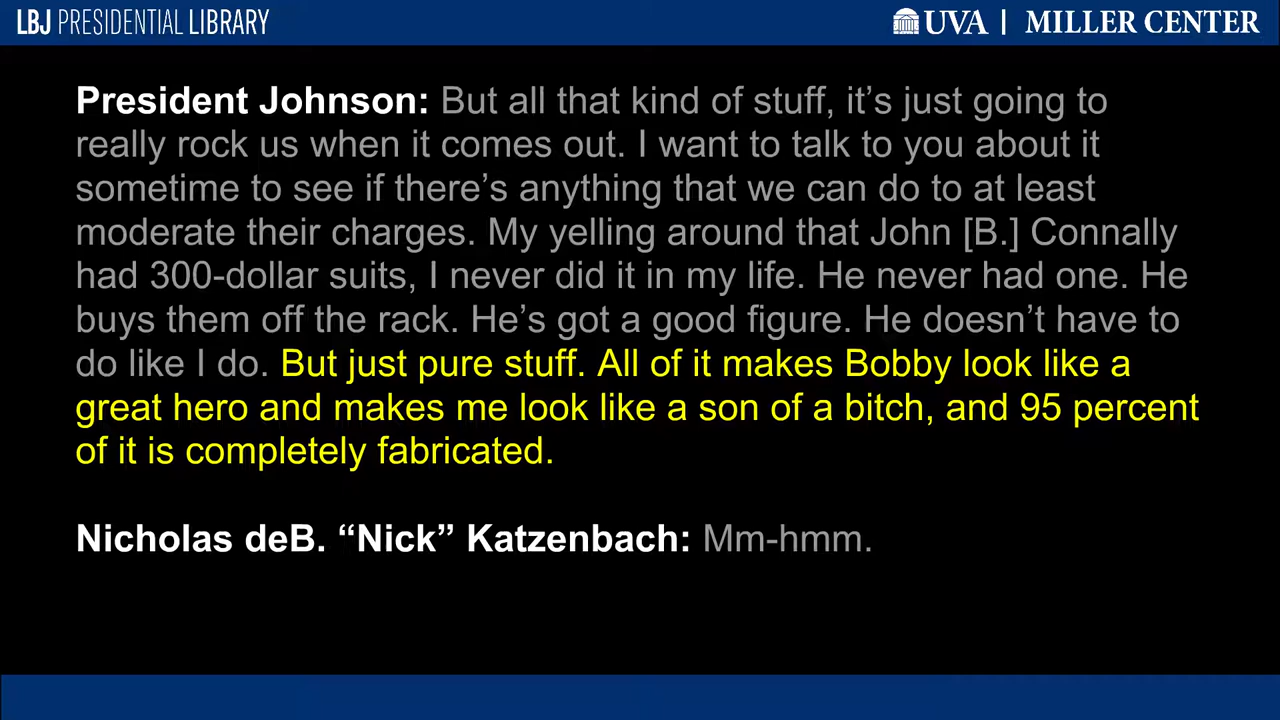 LBJ PRESIDENTIAL LIBRARY
UVA | MILLER CENTER
President Johnson: But all that kind of stuff, it’s just going to
really rock us when it comes out. I want to talk to you about it
sometime to see if there’s anything that we can do to at least
moderate their charges. My yelling around that John [B.] Connally
had 300-dollar suits, I never did it in my life. He never had one. He
buys them off the rack. He’s got a good figure. He doesn’t have to
do like I do. But just pure stuff. All of it makes Bobby look like a
great hero and makes me look like a son of a bitch, and 95 percent
of it is completely fabricated.
Nicholas deB. “Nick” Katzenbach: Mm-hmm.